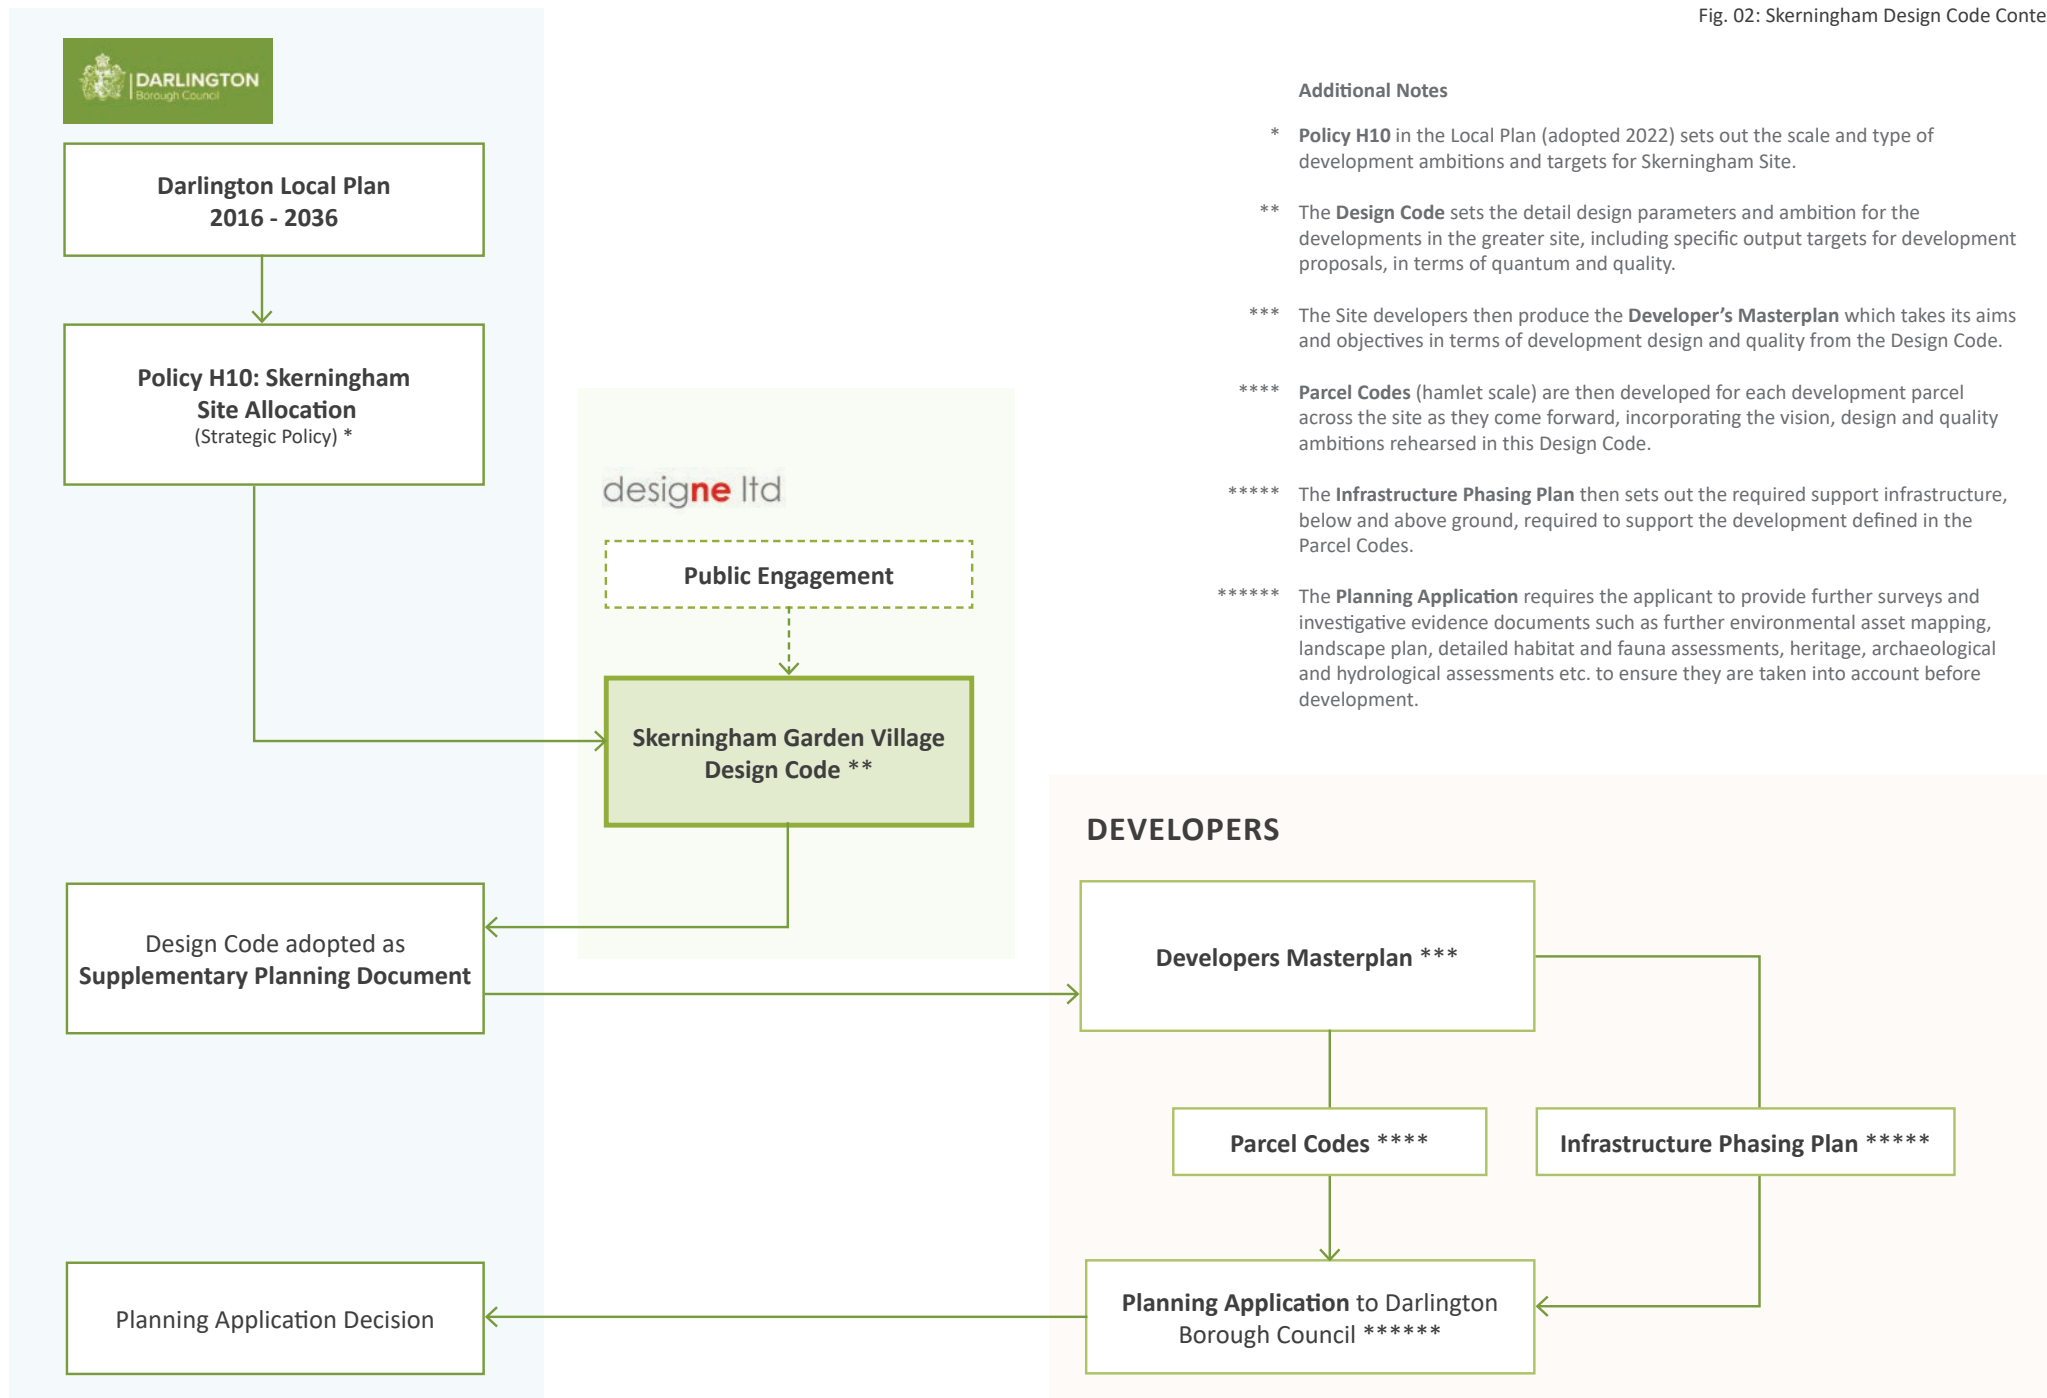 Fig. 02: Skerningham Design Code Conte
DARLINGTON
Borough Council
Darlington Local Plan
2016 - 2036
Policy H10: Skerningham
Site Allocation
(Strategic Policy) *
designe ltd
Public Engagement
Skerningham Garden Village
Design Code **
Design Code adopted as
Supplementary Planning Document
Planning Application Decision
Additional Notes
* Policy H10 in the Local Plan (adopted 2022) sets out the scale and type of
development ambitions and targets for Skerningham Site.
** The Design Code sets the detail design parameters and ambition for the
developments in the greater site, including specific output targets for development
proposals, in terms of quantum and quality.
*** The Site developers then produce the Developer’s Masterplan which takes its aims
and objectives in terms of development design and quality from the Design Code.
**** Parcel Codes (hamlet scale) are then developed for each development parcel
across the site as they come forward, incorporating the vision, design and quality
ambitions rehearsed in this Design Code.
***** The Infrastructure Phasing Plan then sets out the required support infrastructure,
below and above ground, required to support the development defined in the
Parcel Codes.
****** The Planning Application requires the applicant to provide further surveys and
investigative evidence documents such as further environmental asset mapping,
landscape plan, detailed habitat and fauna assessments, heritage, archaeological
and hydrological assessments etc. to ensure they are taken into account before
development.
DEVELOPERS
Developers Masterplan ***
Parcel Codes ****
Infrastructure Phasing Plan *****
Planning Application to Darlington
Borough Council ******